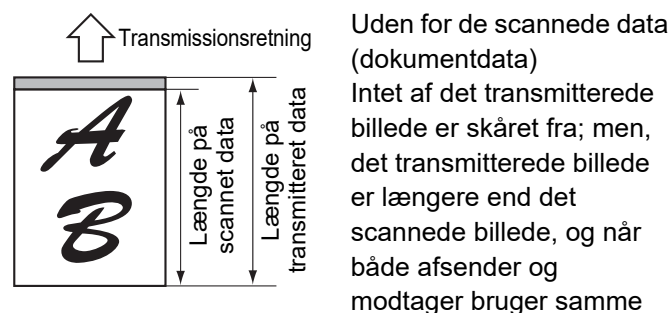 Transmissionsretning
A
B
Længde på
scannet data
Længde på
transmitteret data
Uden for de scannede data
(dokumentdata)
Intet af det transmitterede
billede er skåret fra; men,
det transmitterede billede
er længere end det
scannede billede, og når
både afsender og
modtager bruger samme